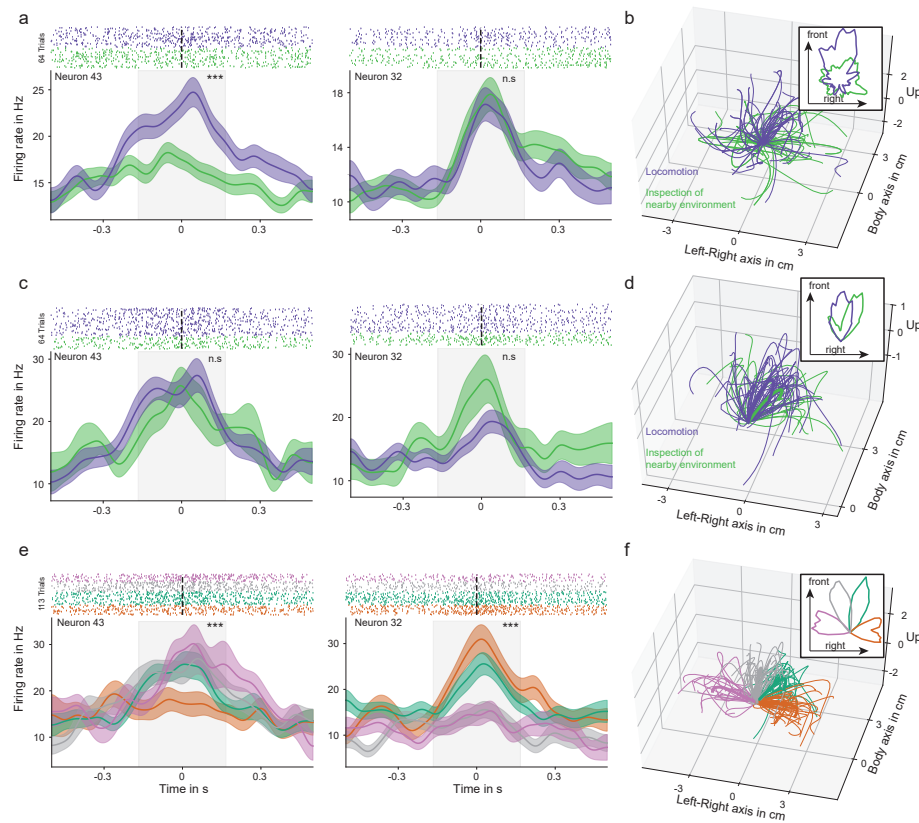 a
64 Trials
Neuron 43
***
Firing rate in Hz
25
20
15
-0.3
0
0.3
Neuron 32
n.s
18
16
14
12
10
-0.3
0
0.3
b
front
right
2
0
-2
Up
3
0
Body axis in cm
Locomotion
Inspection of
nearby environment
-3
0
3
Left-Right axis in cm
c
64 Trials
Neuron 43
n.s
Firing rate in Hz
30
20
10
-0.3
0
0.3
Neuron 32
n.s
30
20
10
-0.3
0
0.3
d
front
right
1
0
-1
Up
3
0
Body axis in cm
Locomotion
Inspection of
nearby environment
-3
0
3
Left-Right axis in cm
e
113 Trials
Neuron 43
***
Firing rate in Hz
30
20
10
-0.3
0
0.3
Time in s
Neuron 32
***
30
20
10
-0.3
0
0.3
Time in s
f
front
right
2
0
-2
Up
3
0
Body axis in cm
-3
0
3
Left-Right axis in cm